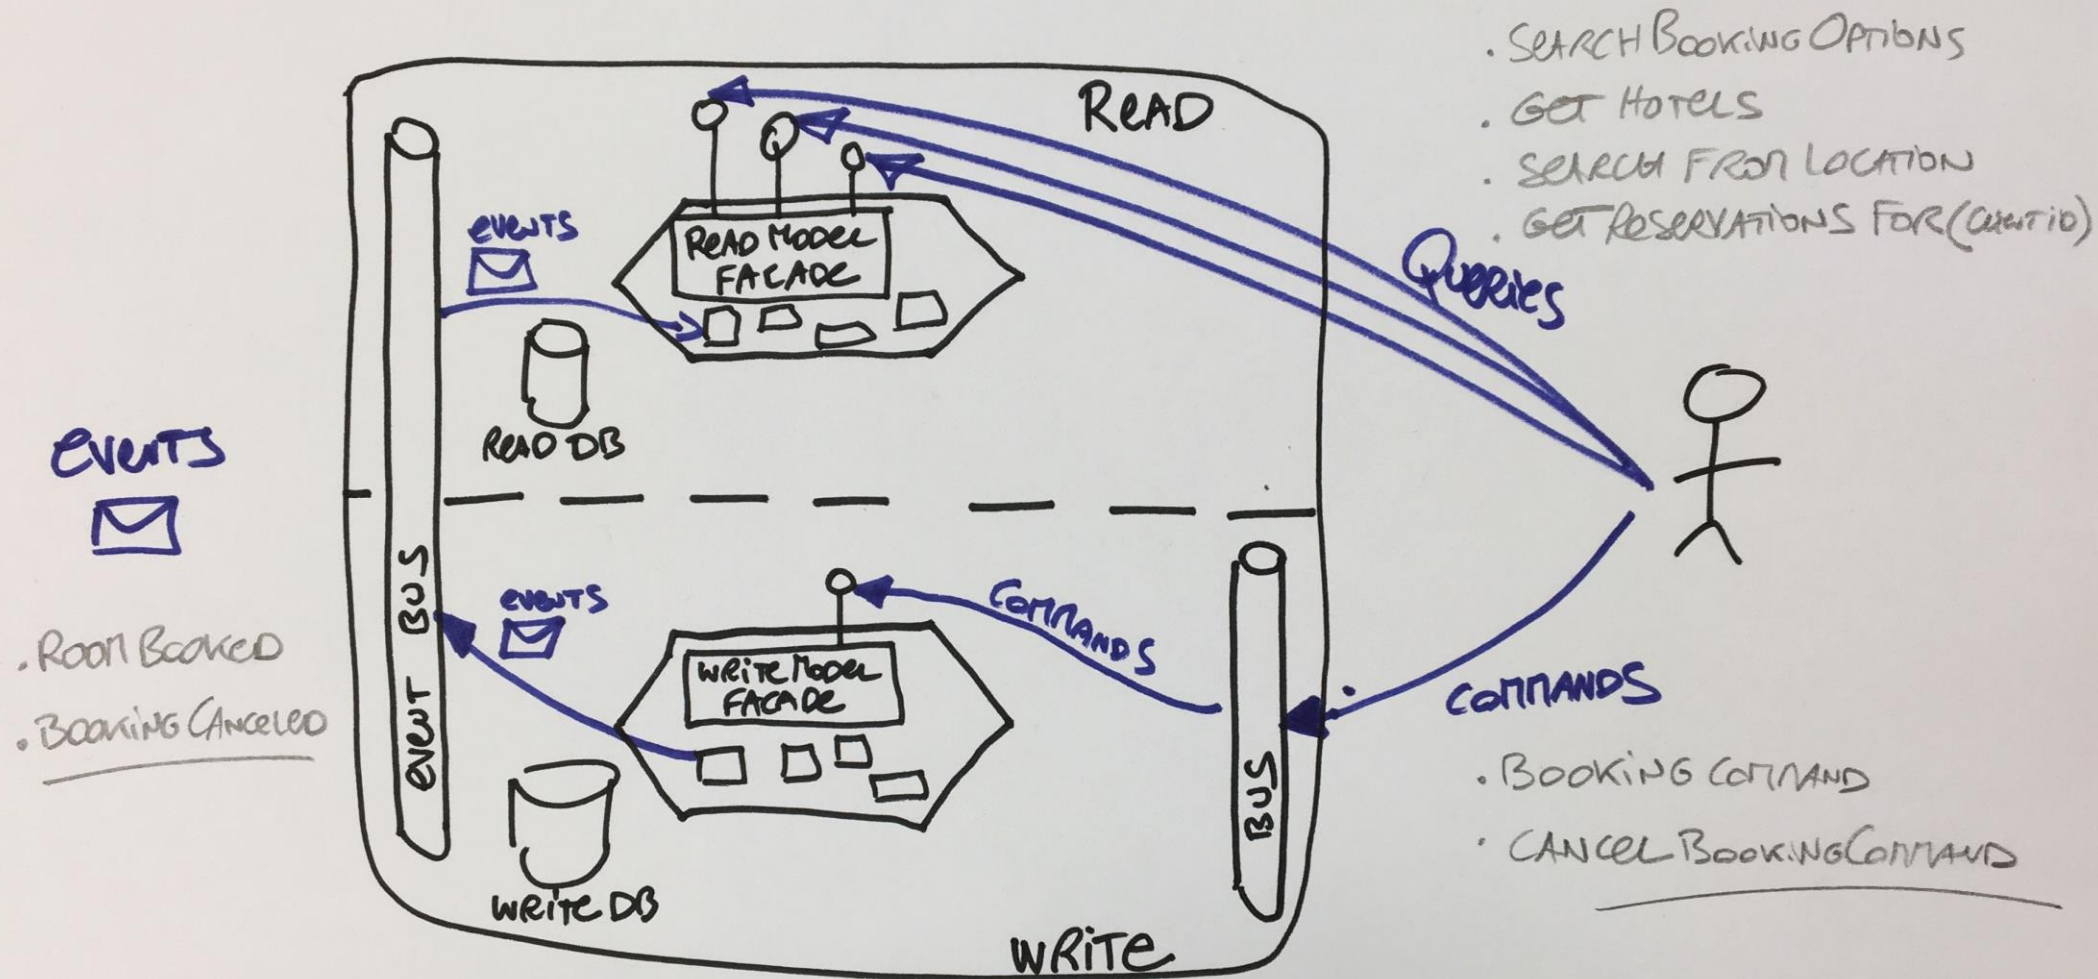 . SEARCH BOOKING OPTIONS
. GET HOTELS
. SEARCH FROM LOCATION
. GET RESERVATIONS FOR (CLIENTID)
READ
QUERIES
EVENTS
READ MODEL
FACADE
READ DB
EVENTS
. ROOM BOOKED
. BOOKING CANCELED
EVENT BUS
EVENTS
WRITE MODEL
FACADE
WRITE DB
COMMANDS
BUS
COMMANDS
. BOOKING COMMAND
. CANCEL BOOKING COMMAND
WRITE